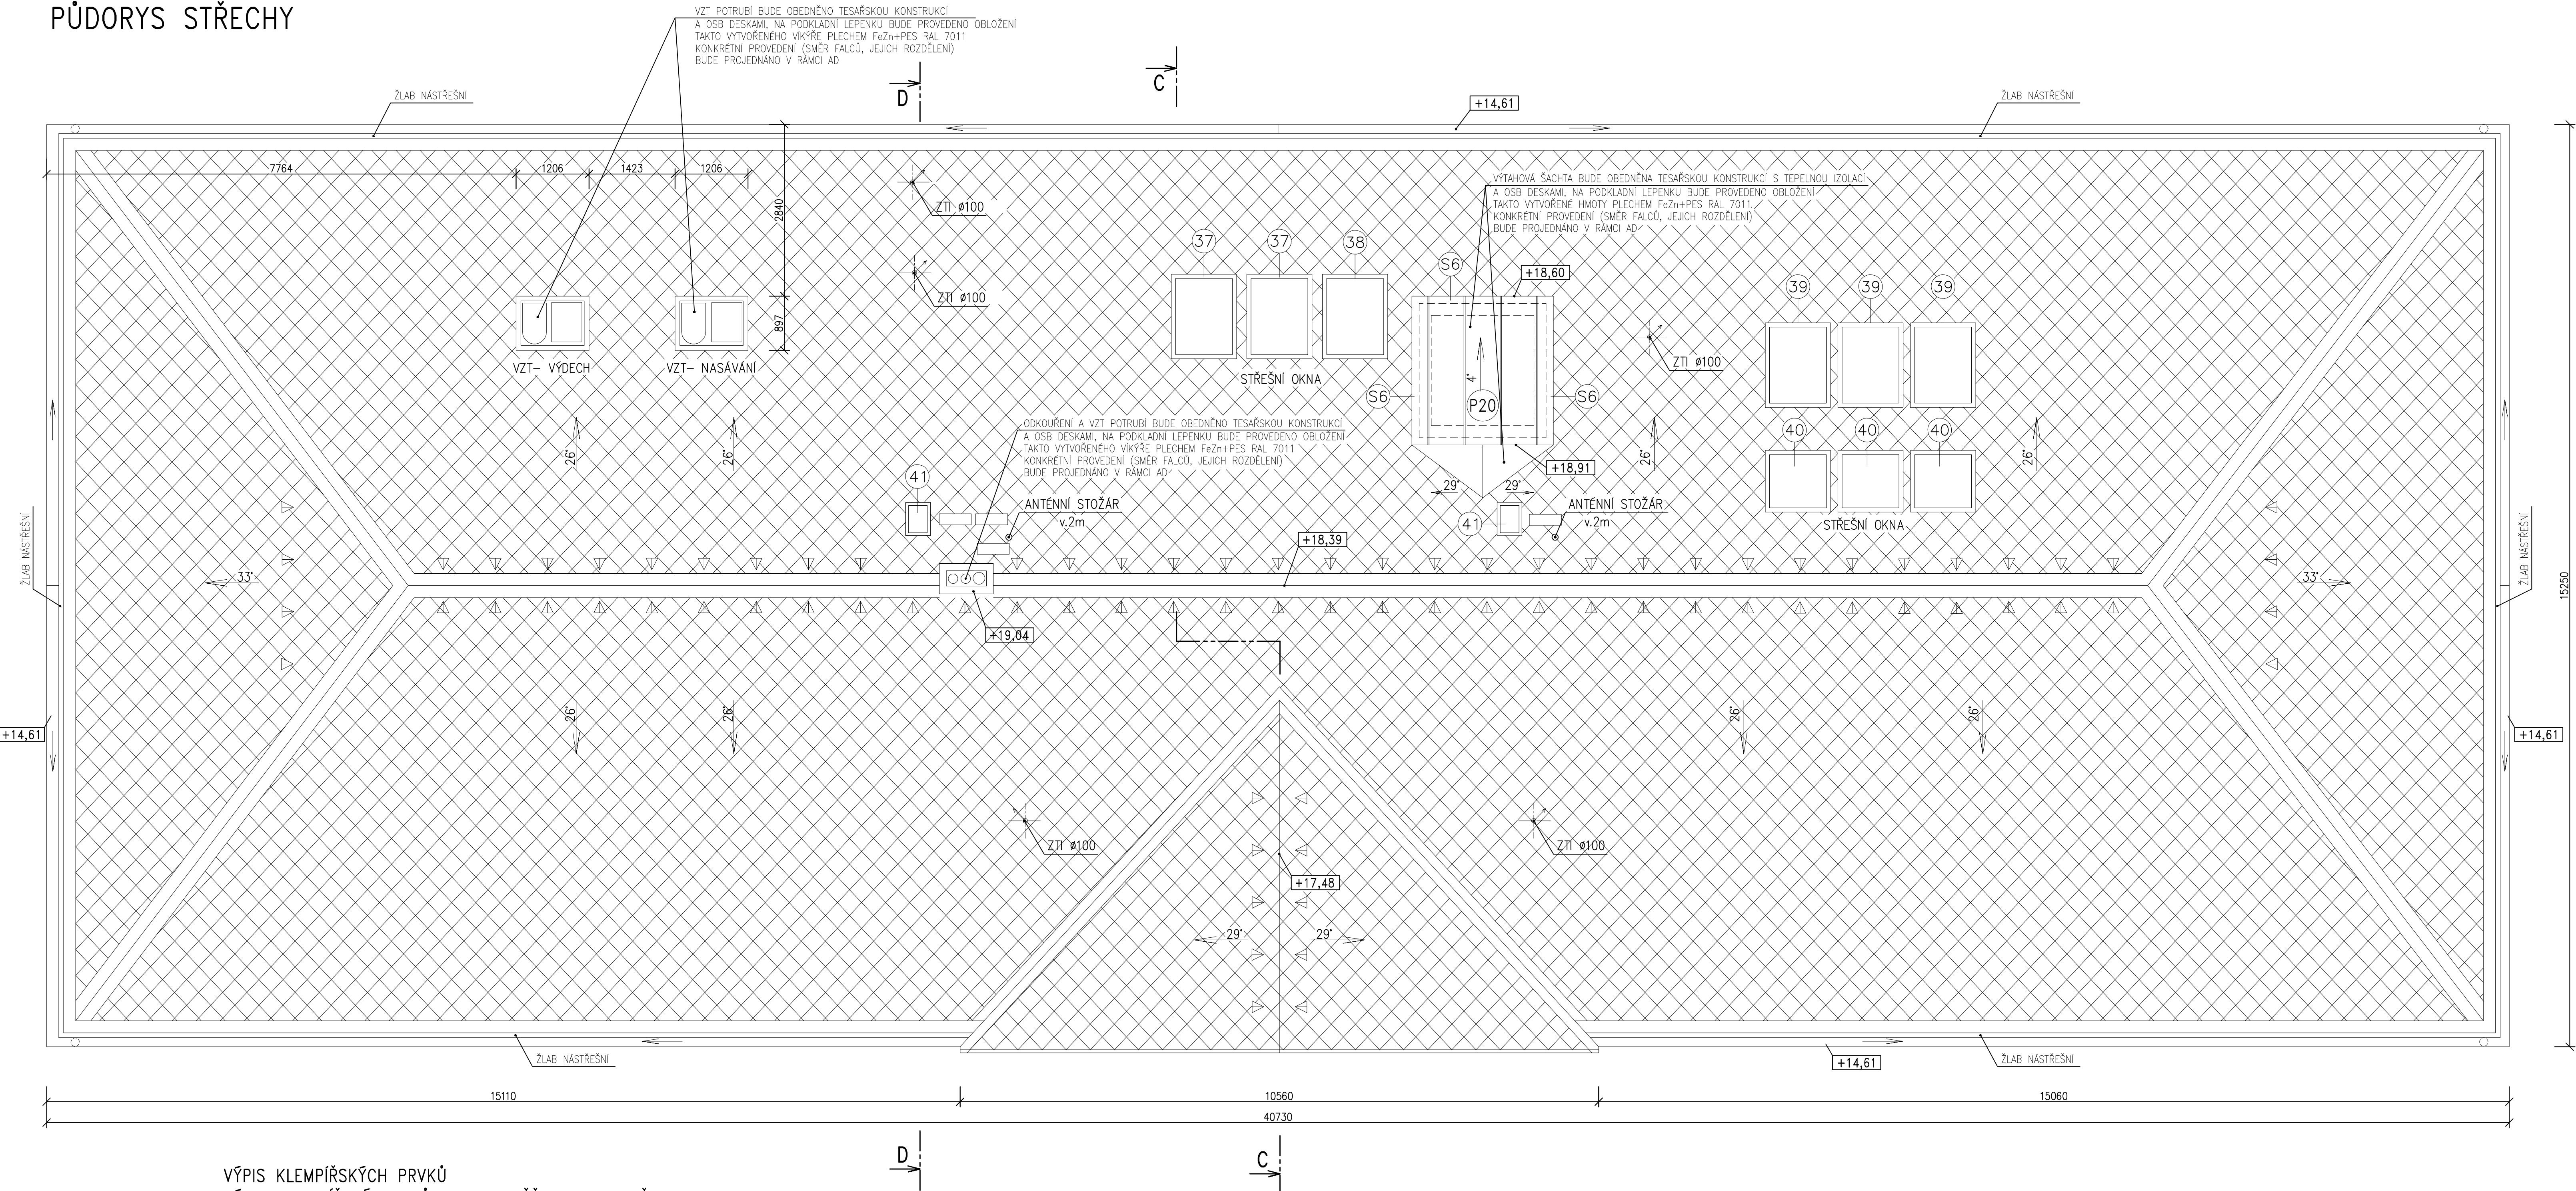 PŮDORYS STŘECHY
VZT POTRUBÍ BUDE OBEDNĚNO TESAŘSKOU KONSTRUKCÍ
A OSB DESKAMI, NA PODKLADNÍ LEPENKU BUDE PROVEDENO OBLOŽENÍ
TAKTO VYTVOŘENÉHO VÍKÝŘE PLECHEM FeZn+PES RAL 7011
KONKRÉTNÍ PROVEDENÍ (SMĚR FALCŮ, JEJICH ROZDĚLENÍ)
BUDE PROJEDNÁNO V RÁMCI AD
D
C
ŽLAB NÁSTŘEŠNÍ
+14,61
ŽLAB NÁSTŘEŠNÍ
7764
1206
1423
1206
2840
897
ZTI ø100
ZTI ø100
VÝTAHOVÁ ŠACHTA BUDE OBEDNĚNA TESAŘSKOU KONSTRUKCÍ S TEPELNOU IZOLACÍ
A OSB DESKAMI, NA PODKLADNÍ LEPENKU BUDE PROVEDENO OBLOŽENÍ
TAKTO VYTVOŘENÉ HMOTY PLECHEM FeZn+PES RAL 7011
KONKRÉTNÍ PROVEDENÍ (SMĚR FALCŮ, JEJICH ROZDĚLENÍ)
BUDE PROJEDNÁNO V RÁMCI AD
37
37
38
S6
+18,60
39
39
39
VZT- VÝDECH
VZT- NASÁVÁNÍ
STŘEŠNÍ OKNA
4°
P20
S6
S6
ZTI ø100
40
40
40
26°
26°
26°
26°
ODKOUŘENÍ A VZT POTRUBÍ BUDE OBEDNĚNO TESAŘSKOU KONSTRUKCÍ
A OSB DESKAMI, NA PODKLADNÍ LEPENKU BUDE PROVEDENO OBLOŽENÍ
TAKTO VYTVOŘENÉHO VÍKÝŘE PLECHEM FeZn+PES RAL 7011
KONKRÉTNÍ PROVEDENÍ (SMĚR FALCŮ, JEJICH ROZDĚLENÍ)
BUDE PROJEDNÁNO V RÁMCI AD
+18,91
29°
29°
41
ANTÉNNÍ STOŽÁR
v.2m
41
ANTÉNNÍ STOŽÁR
v.2m
STŘEŠNÍ OKNA
+18,39
ŽLAB NÁSTŘEŠNÍ
33°
33°
ŽLAB NÁSTŘEŠNÍ
15250
+19,04
26°
26°
26°
26°
+14,61
+14,61
ZTI ø100
ZTI ø100
+17,48
29°
29°
ŽLAB NÁSTŘEŠNÍ
+14,61
ŽLAB NÁSTŘEŠNÍ
15110
10560
15060
40730
D
C
VÝPIS KLEMPÍŘSKÝCH PRVKŮ